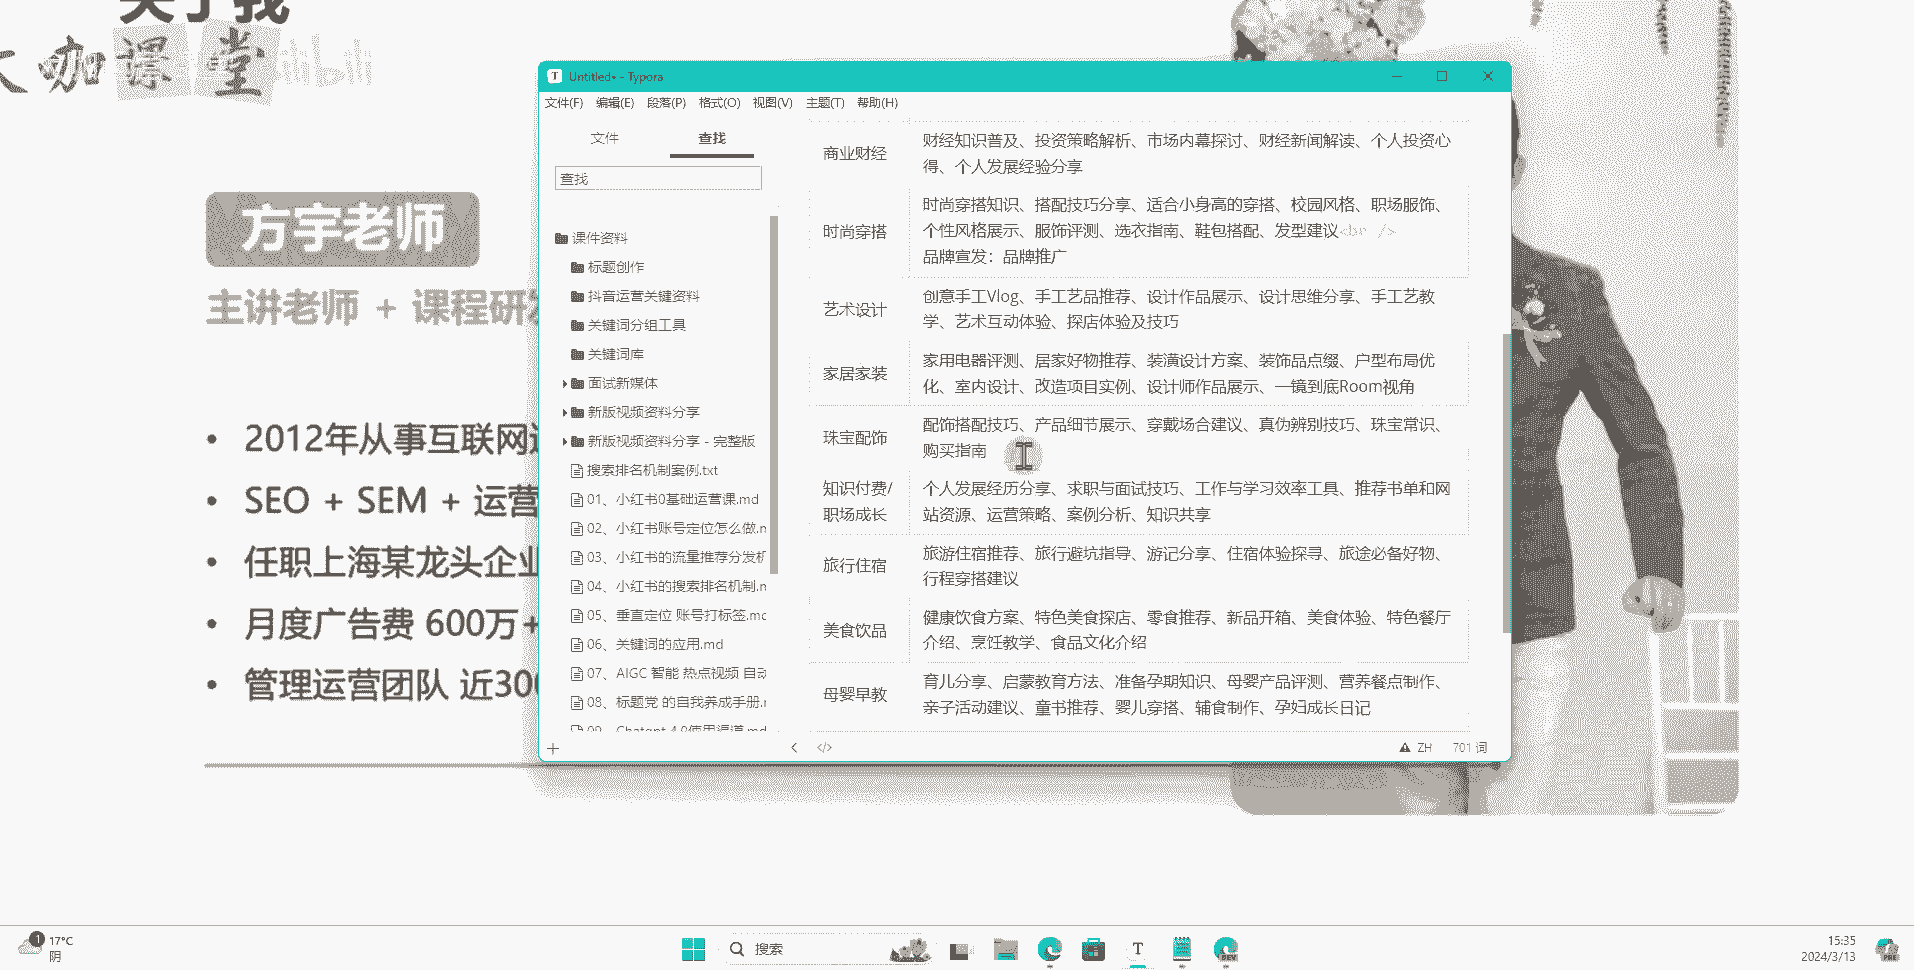 关于我
大咖课堂
bilibili
方宇老师
主讲老师 + 课程研发
2012年从事互联网
SEO + SEM + 运营
任职上海某龙头企业
月度广告费 600万+
管理运营团队 近300
Untitled• - Typora
文件(F) 编辑(E) 段落(P) 格式(O) 视图(V) 主题(T) 帮助(H)
文件 查找
查找
课件资料
标题创作
抖音运营关键资料
关键词分组工具
关键词库
面试新媒体
新版视频资料分享
新版视频资料分享 - 完整版
搜索排名机制案例.txt
01、小红书0基础运营课.md
02、小红书账号定位怎么做.m
03、小红书的流量推荐分发机
04、小红书的搜索排名机制.m
05、垂直定位 账号打标签.mc
06、关键词的应用.md
07、AIGC 智能 热点视频 自动
08、标题党 的自我养成手册.r
09、Chatgpt 4.0使用渠道.md
商业财经
财经知识普及、投资策略解析、市场内幕探讨、财经新闻解读、个人投资心
得、个人发展经验分享
时尚穿搭
时尚穿搭知识、搭配技巧分享、适合小身高的穿搭、校园风格、职场服饰、
个性风格展示、服饰评测、选衣指南、鞋包搭配、发型建议<br />
品牌宣发：品牌推广
艺术设计
创意手工Vlog、手工艺品推荐、设计作品展示、设计思维分享、手工艺教
学、艺术互动体验、探店体验及技巧
家居家装
家用电器评测、居家好物推荐、装潢设计方案、装饰品点缀、户型布局优
化、室内设计、改造项目实例、设计师作品展示、一镜到底Room视角
珠宝配饰
配饰搭配技巧、产品细节展示、穿戴场合建议、真伪辨别技巧、珠宝常识、
购买指南
知识付费/
职场成长
个人发展经历分享、求职与面试技巧、工作与学习效率工具、推荐书单和网
站资源、运营策略、案例分析、知识共享
旅行住宿
旅游住宿推荐、旅行避坑指导、游记分享、住宿体验探寻、旅途必备好物、
行程穿搭建议
美食饮品
健康饮食方案、特色美食探店、零食推荐、新品开箱、美食体验、特色餐厅
介绍、烹饪教学、食品文化介绍
母婴早教
育儿分享、启蒙教育方法、准备孕期知识、母婴产品评测、营养餐点制作、
亲子活动建议、童书推荐、婴儿穿搭、辅食制作、孕妇成长日记
ZH 701 词
1 17°C
阴
搜索
T
DEV
15:35
2024/3/13
PRE